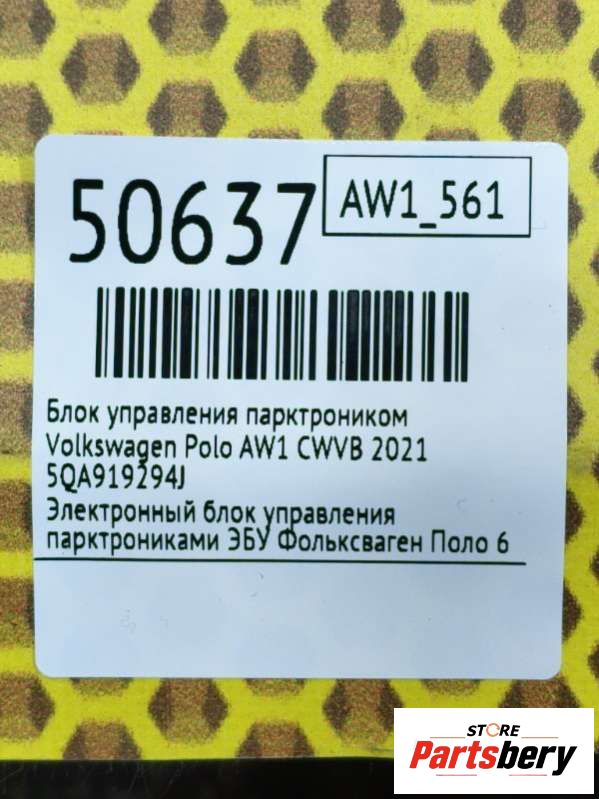 50637
AW1_561
Блок управления парктроником
Volkswagen Polo AW1 CWVB 2021
5QA919294J
Электронный блок управления
парктрониками ЭБУ Фольксваген Поло 6
STORE
Partsbery